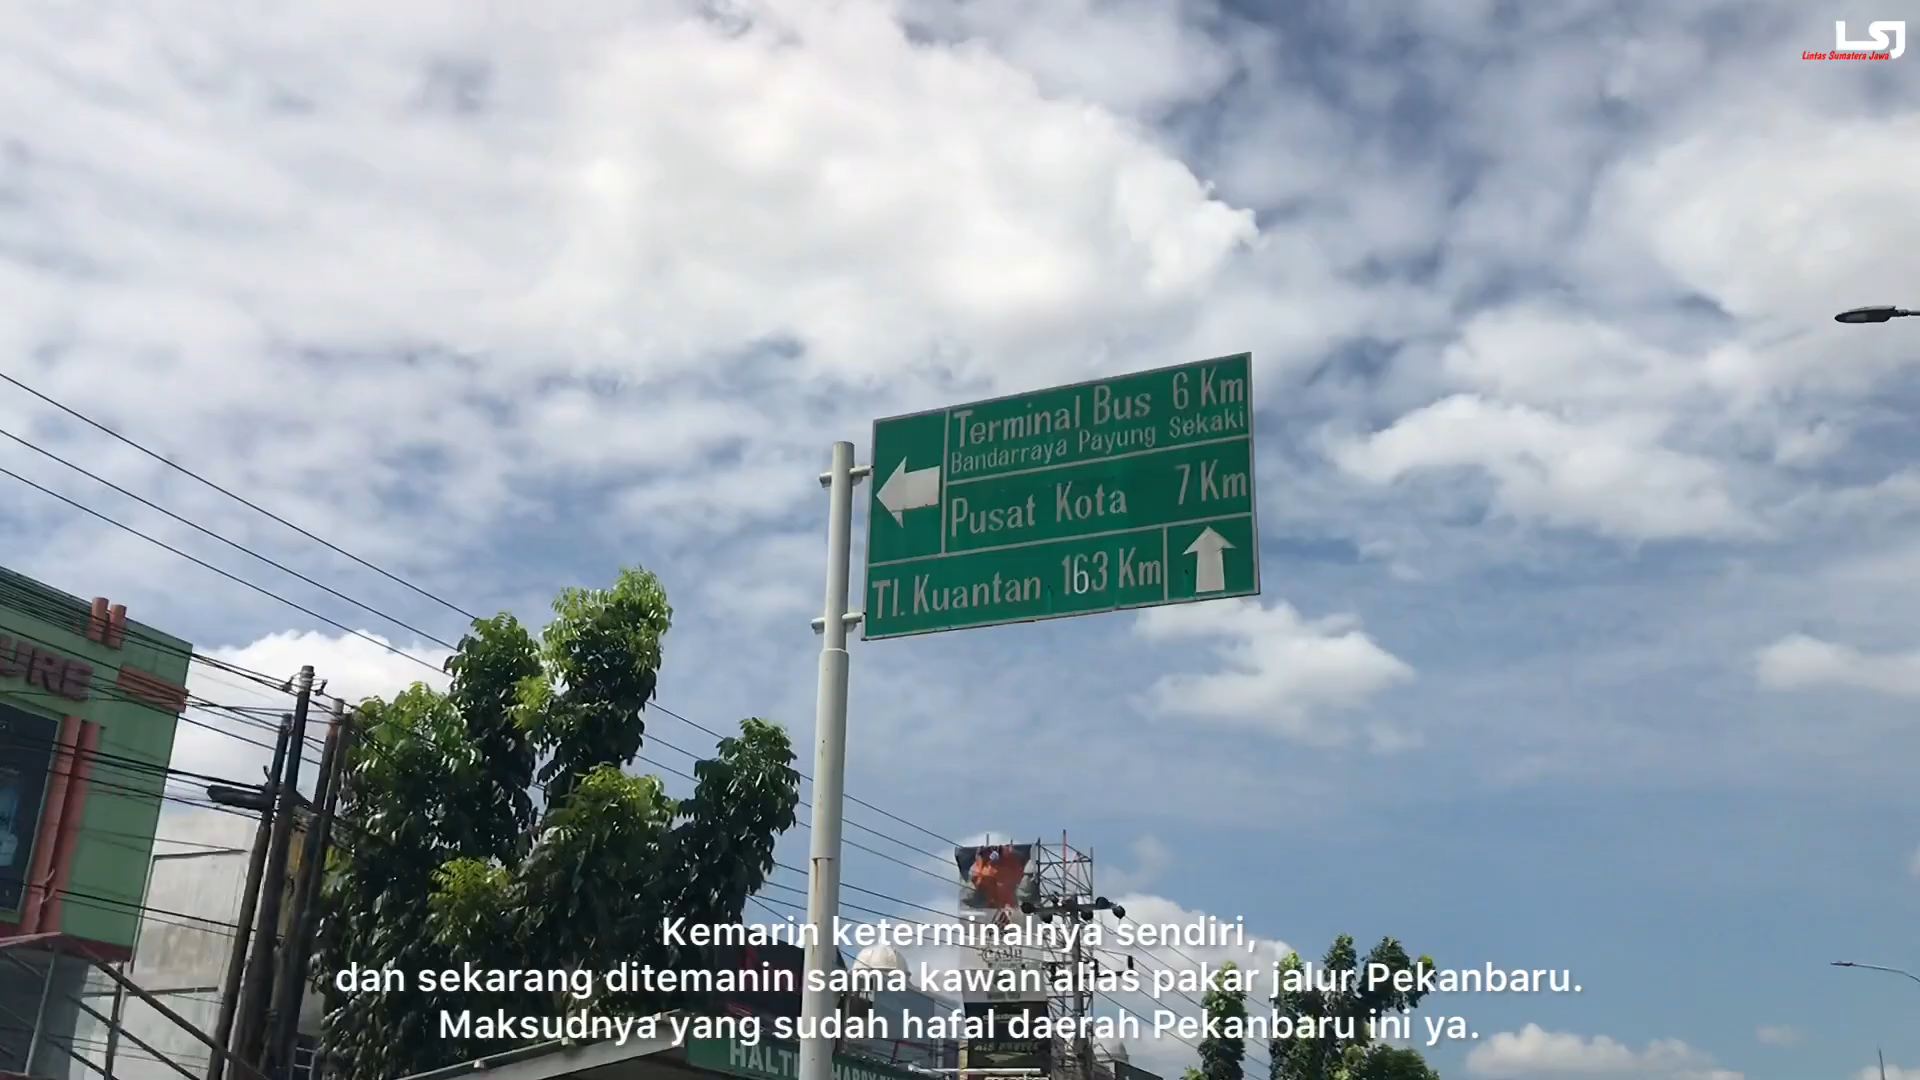 LSJ
Lintas Sumatera Jawa
Terminal Bus 6 Km
Bandarraya Payung Sekaki
Pusat Kota 7 Km
Tl. Kuantan 163 Km
URE
Kemarin keterminalnya sendiri,
dan sekarang ditemanin sama kawan alias pakar jalur Pekanbaru.
Maksudnya yang sudah hafal daerah Pekanbaru ini ya.